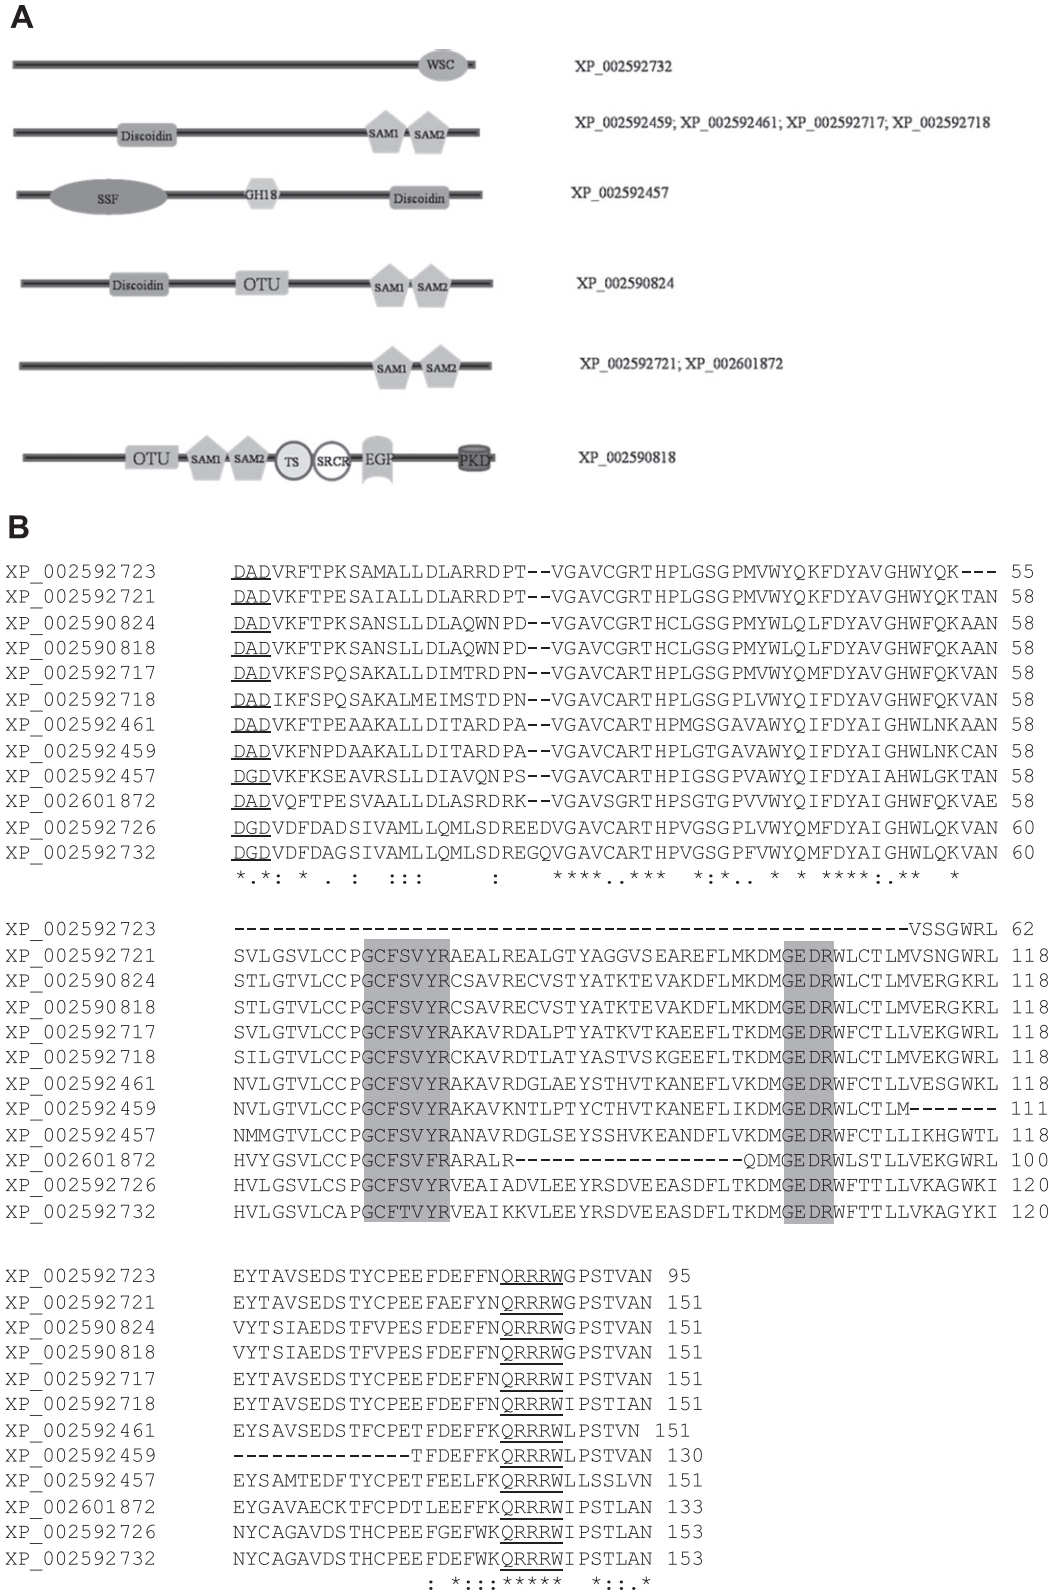 A
WSC XP_002592732
Discoidin SAM1 SAM2 XP_002592459; XP_002592461; XP_002592717; XP_002592718
SSF GH18 Discoidin XP_002592457
Discoidin OTU SAM1 SAM2 XP_002590824
SAM1 SAM2 XP_002592721; XP_002601872
OTU SAM1 SAM2 TS SRCR EGF PKD XP_002590818
B
XP_002592723 DADVRFTPKSAMALLDLARRDPT--VGAVCGRTHPLGSGPMVWYQKFDYAVGHWYQK--- 55
XP_002592721 DADVKFTPESAIALLDLARRDPT--VGAVCGRTHPLGSGPMVWYQKFDYAVGHWYQKTAN 58
XP_002590824 DADVKFTPKSANSLLDLAQWNPD--VGAVCGRTHCLGSGPMYWLQLFDYAVGHWFQKAAN 58
XP_002590818 DADVKFTPKSANSLLDLAQWNPD--VGAVCGRTHCLGSGPMYWLQLFDYAVGHWFQKAAN 58
XP_002592717 DADVKFSPQSAKALLDIMTRDPN--VGAVCARTHPLGSGPMVWYQMFDYAVGHWFQKVAN 58
XP_002592718 DADIKFSPQSAKALMEIMSTDPN--VGAVCARTHPLGSGPLVWYQIFDYAVGHWFQKVAN 58
XP_002592461 DADVKFTPEAAKALLDITARDPA--VGAVCARTHPMGSGAVAWYQIFDYAIGHWLNKAAN 58
XP_002592459 DADVKFNPDAAKALLDITARDPA--VGAVCARTHPLGTGAVAWYQIFDYAIGHWLNKCAN 58
XP_002592457 DGDVKFKSEAVRSLLDIAVQNPS--VGAVCARTHPIGSGPVAWYQIFDYAIAHWLGKTAN 58
XP_002601872 DADVQFTPESVAALLDLASRDRK--VGAVSGRTHPSGTGPVVWYQIFDYAIGHWFQKVAE 58
XP_002592726 DGDVDFDADSIVAMLLQMLSDREEDVGAVCARTHPVGSGPLVWYQMFDYAIGHWLQKVAN 60
XP_002592732 DGDVDFDAGSIVAMLLQMLSDREGQVGAVCARTHPVGSGPFVWYQMFDYAIGHWLQKVAN 60
*.*: * . : ::: : ****..*** *:*.. * * ****:.** *
XP_002592723 ------------------------------------------------------VSSGWRL 62
XP_002592721 SVLGSVLCCPGCFSVYRAEALREALGTYAGGVSEAREFLMKDMGEDRWLCTLMVSNGWRL 118
XP_002590824 STLGTVLCCPGCFSVYRCSAVRECVSTYATKTEVAKDFLMKDMGEDRWLCTLMVERGKRL 118
XP_002590818 STLGTVLCCPGCFSVYRCSAVRECVSTYATKTEVAKDFLMKDMGEDRWLCTLMVERGKRL 118
XP_002592717 SVLGTVLCCPGCFSVYRAKAVRDALPTYATKVTKAEEFLTKDMGEDRWFCTLLVEKGWRL 118
XP_002592718 SILGTVLCCPGCFSVYRCKAVRDTLATYASTVSKGEEFLTKDMGEDRWLCTLMVEKGWRL 118
XP_002592461 NVLGTVLCCPGCFSVYRAKAVRDGLAEYSTHVTKANEFLVKDMGEDRWFCTLLVESGWKL 118
XP_002592459 NVLGTVLCCPGCFSVYRAKAVKNTLPTYCTHVTKANEFLIKDMGEDRWLCTLM------- 111
XP_002592457 NMMGTVLCCPGCFSVYRANAVRDGLSEYSSHVKEANDFLVKDMGEDRWFCTLLIKHGWTL 118
XP_002601872 HVYGSVLCCPGCFSVFRARALR------------------QDMGEDRWLSTLLVEKGWRL 100
XP_002592726 HVLGSVLCSPGCFSVYRVEAIADVLEEYRSDVEEASDFLTKDMGEDRWFTTLLVKAGWKI 120
XP_002592732 HVLGSVLCAPGCFTVYRVEAIKKVLEEYRSDVEEASDFLTKDMGEDRWFTTLLVKAGYKI 120
XP_002592723 EYTAVSEDSTYCPEEFDEFFNQRRRWGPSTVAN 95
XP_002592721 EYTAVSEDSTYCPEEFAEFYNQRRRWGPSTVAN 151
XP_002590824 VYTSIAEDSTFVPESFDEFFNQRRRWGPSTVAN 151
XP_002590818 VYTSIAEDSTFVPESFDEFFNQRRRWGPSTVAN 151
XP_002592717 EYTAVSEDSTYCPEEFDEFFNQRRRWIPSTVAN 151
XP_002592718 EYTAVSEDSTYCPEEFDEFFNQRRRWIPSTIAN 151
XP_002592461 EYSAVSEDSTFCPETFDEFFKQRRRWLPSTVN 151
XP_002592459 --------------TFDEFFKQRRRWLPSTVAN 130
XP_002592457 EYSAMTEDFTYCPETFEELFKQRRRWLLSSLVN 151
XP_002601872 EYGAVAECKTFCPDTLEEFFKQRRRWIPSTLAN 133
XP_002592726 NYCAGAVDSTHCPEEFGEFWKQRRRWIPSTLAN 153
XP_002592732 NYCAGAVDSTHCPEEFDEFWKQRRRWIPSTLAN 153
: *:::***** *::.*